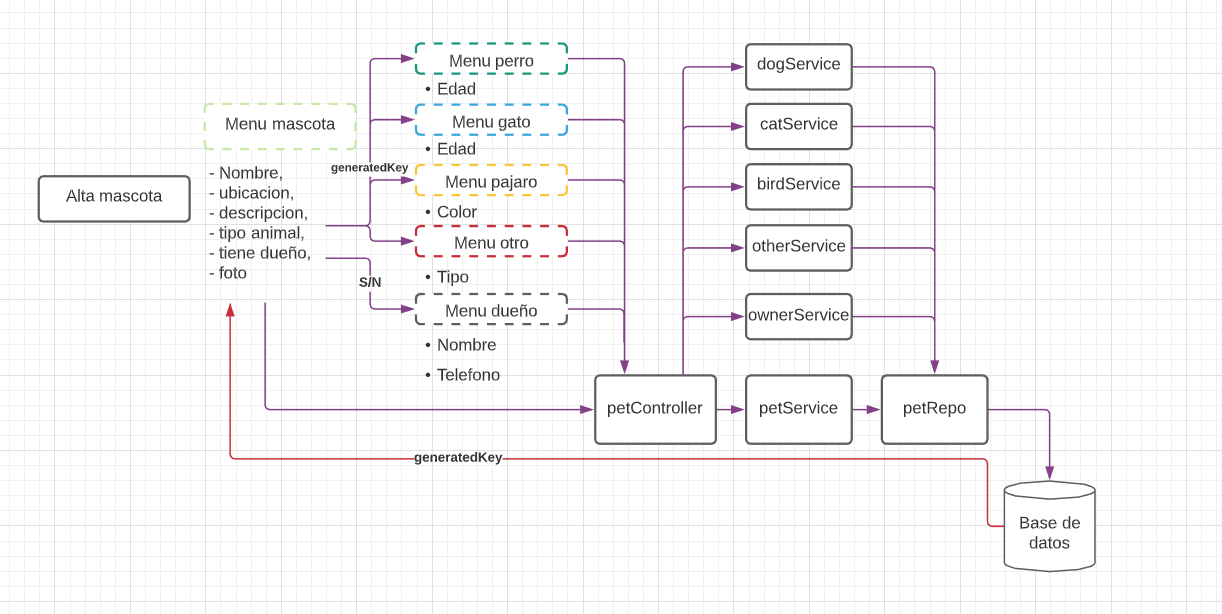 Alta mascota
Menu mascota
- Nombre,
- ubicacion,
- descripcion,
- tipo animal,
- tiene dueño,
- foto
generatedKey
S/N
Menu perro
• Edad
Menu gato
• Edad
Menu pajaro
• Color
Menu otro
• Tipo
Menu dueño
• Nombre
• Telefono
dogService
catService
birdService
otherService
ownerService
petController
petService
petRepo
generatedKey
Base de
datos